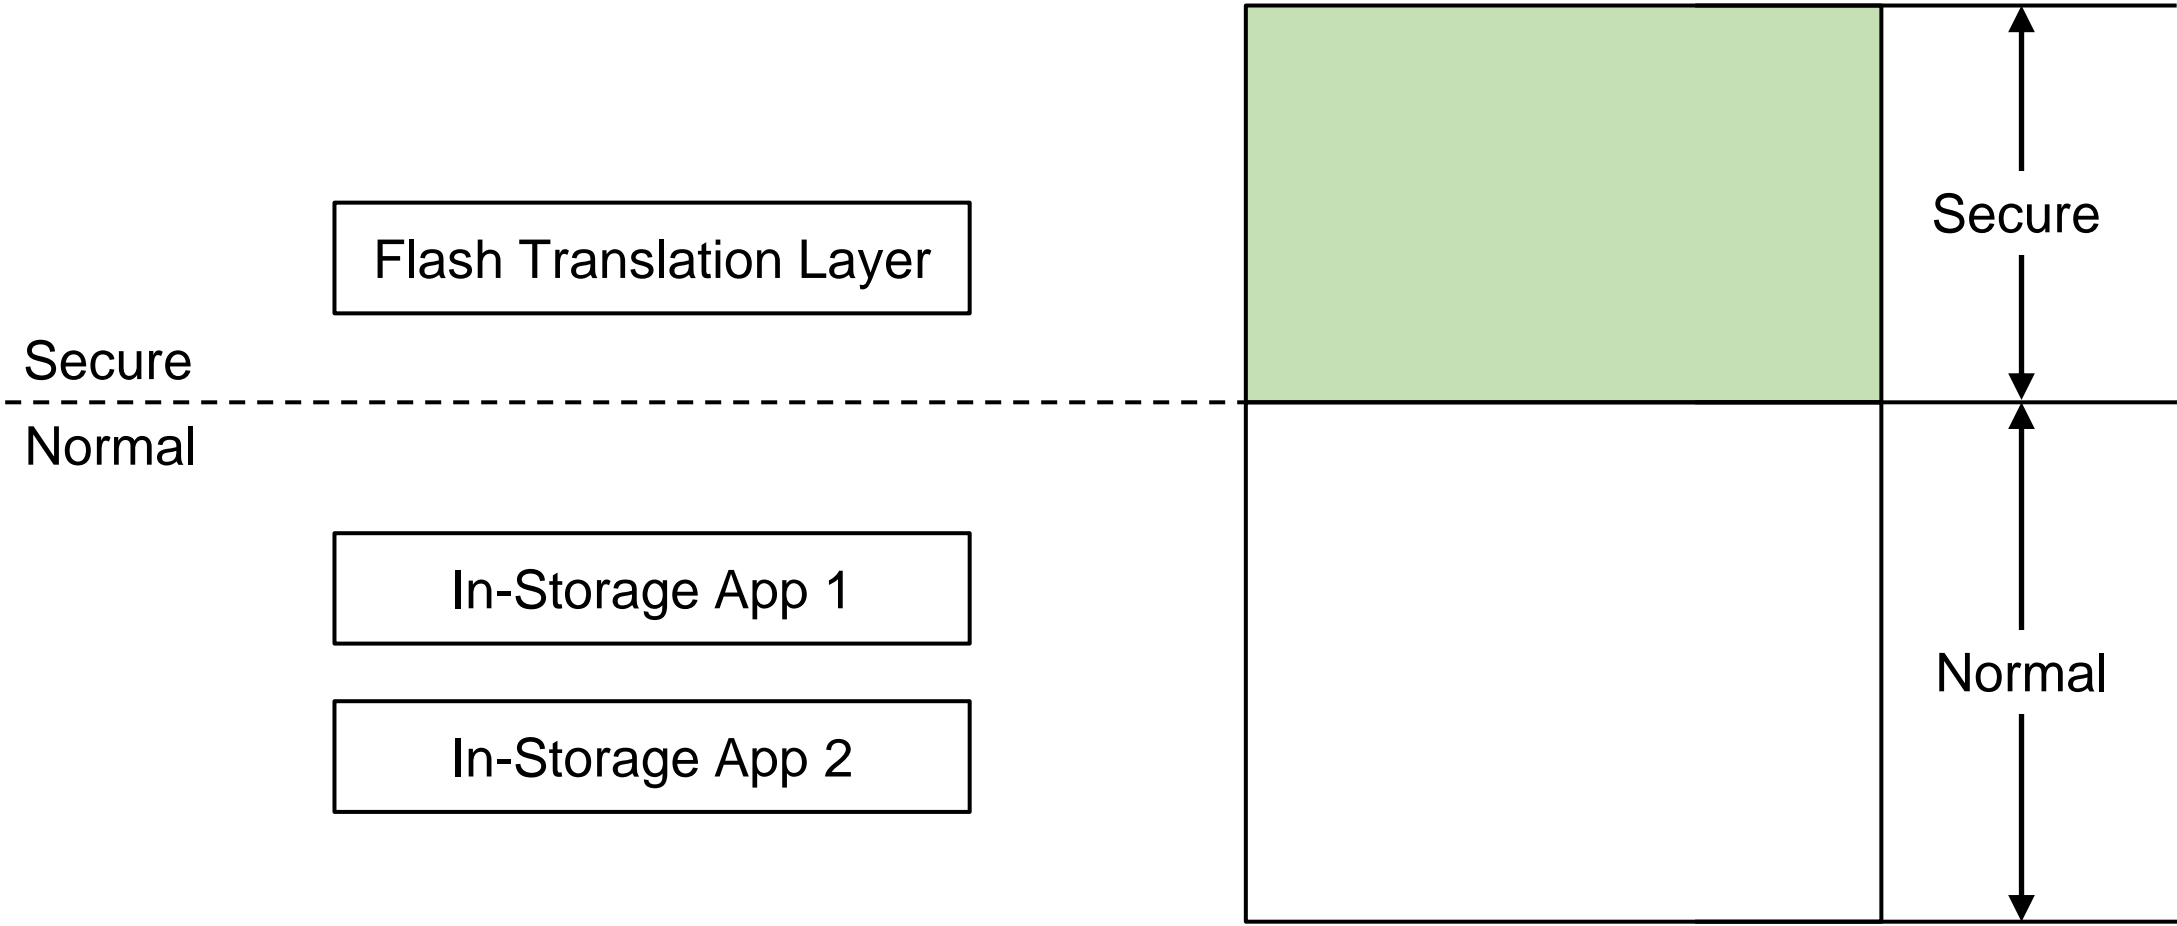 Flash Translation Layer
Secure
Normal
In-Storage App 1
In-Storage App 2
Secure
Normal